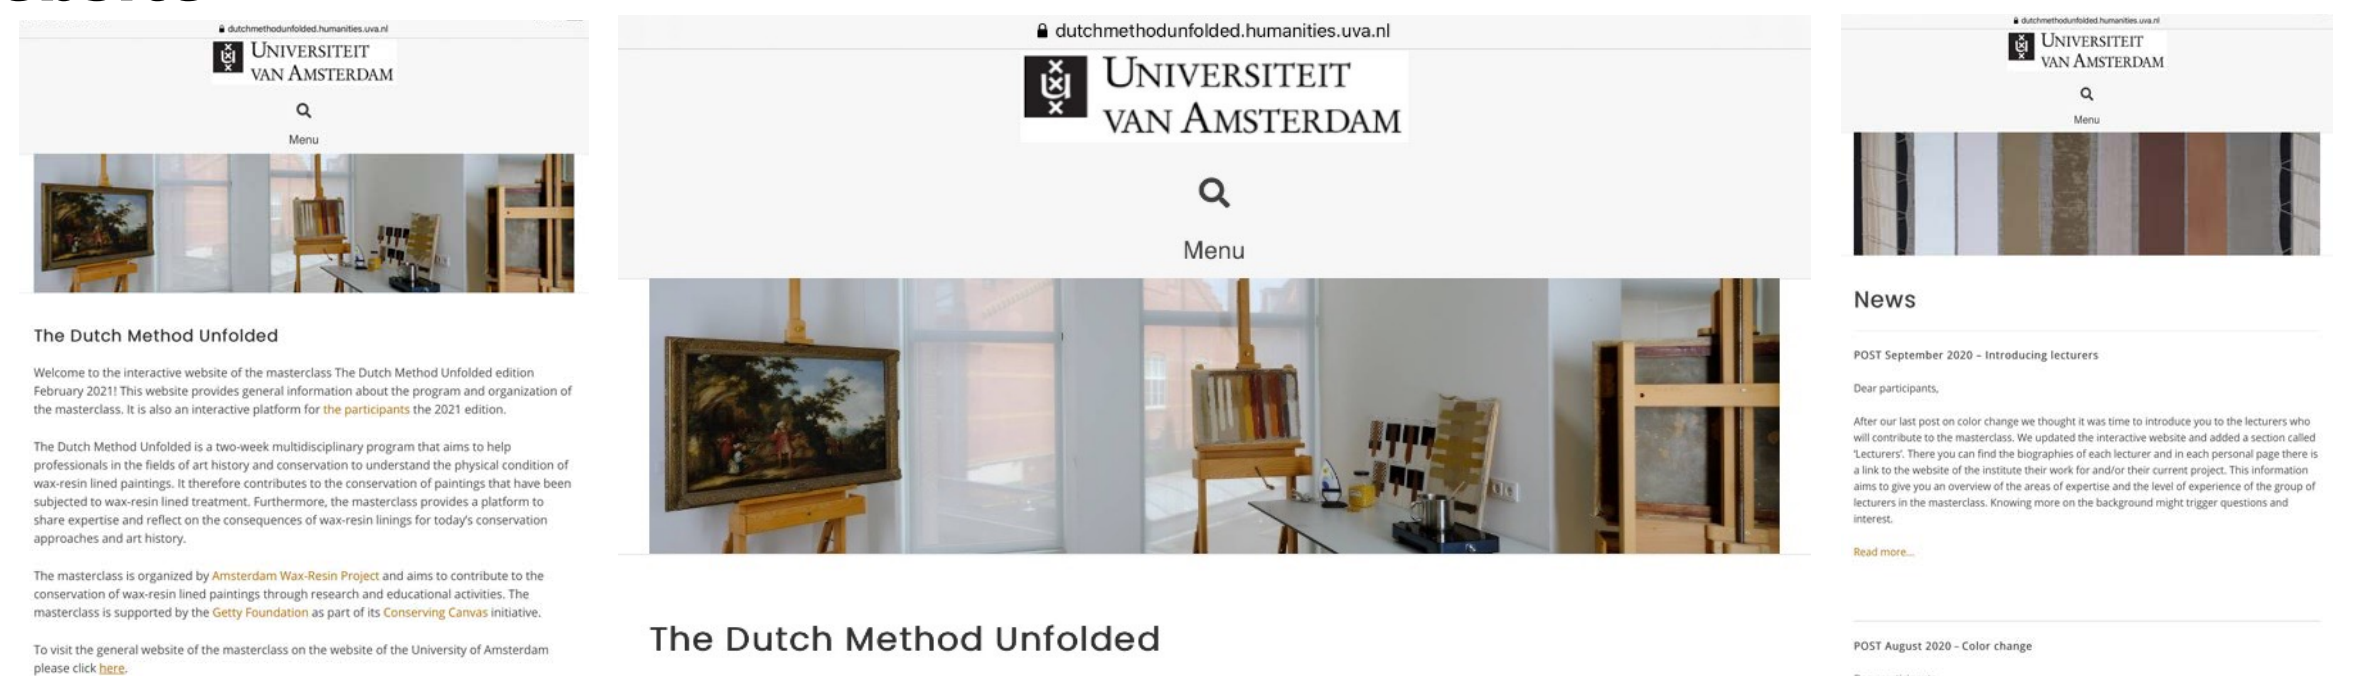 dutchmethodunfolded.humanities.uva.nl
UNIVERSITEIT
VAN AMSTERDAM
Menu
The Dutch Method Unfolded
Welcome to the interactive website of the masterclass The Dutch Method Unfolded edition
February 2021! This website provides general information about the program and organization of
the masterclass. It is also an interactive platform for the participants the 2021 edition.
The Dutch Method Unfolded is a two-week multidisciplinary program that aims to help
professionals in the fields of art history and conservation to understand the physical condition of
wax-resin lined paintings. It therefore contributes to the conservation of paintings that have been
subjected to wax-resin lined treatment. Furthermore, the masterclass provides a platform to
share expertise and reflect on the consequences of wax-resin linings for today's conservation
approaches and art history.
The masterclass is organized by Amsterdam Wax-Resin Project and aims to contribute to the
conservation of wax-resin lined paintings through research and educational activities. The
masterclass is supported by the Getty Foundation as part of its Conserving Canvas initiative.
To visit the general website of the masterclass on the website of the University of Amsterdam
please click here.
dutchmethodunfolded.humanities.uva.nl
UNIVERSITEIT
VAN AMSTERDAM
Menu
The Dutch Method Unfolded
dutchmethodunfolded.humanities.uva.nl
UNIVERSITEIT
VAN AMSTERDAM
Menu
News
POST September 2020 – Introducing lecturers
Dear participants,
After our last post on color change we thought it was time to introduce you to the lecturers who
will contribute to the masterclass. We updated the interactive website and added a section called
'Lecturers'. There you can find the biographies of each lecturer and in each personal page there is
a link to the website of the institute their work for and/or their current project. This information
aims to give you an overview of the areas of expertise and the level of experience of the group of
lecturers in the masterclass. Knowing more on the background might trigger questions and
interest.
Read more...
POST August 2020 – Color change